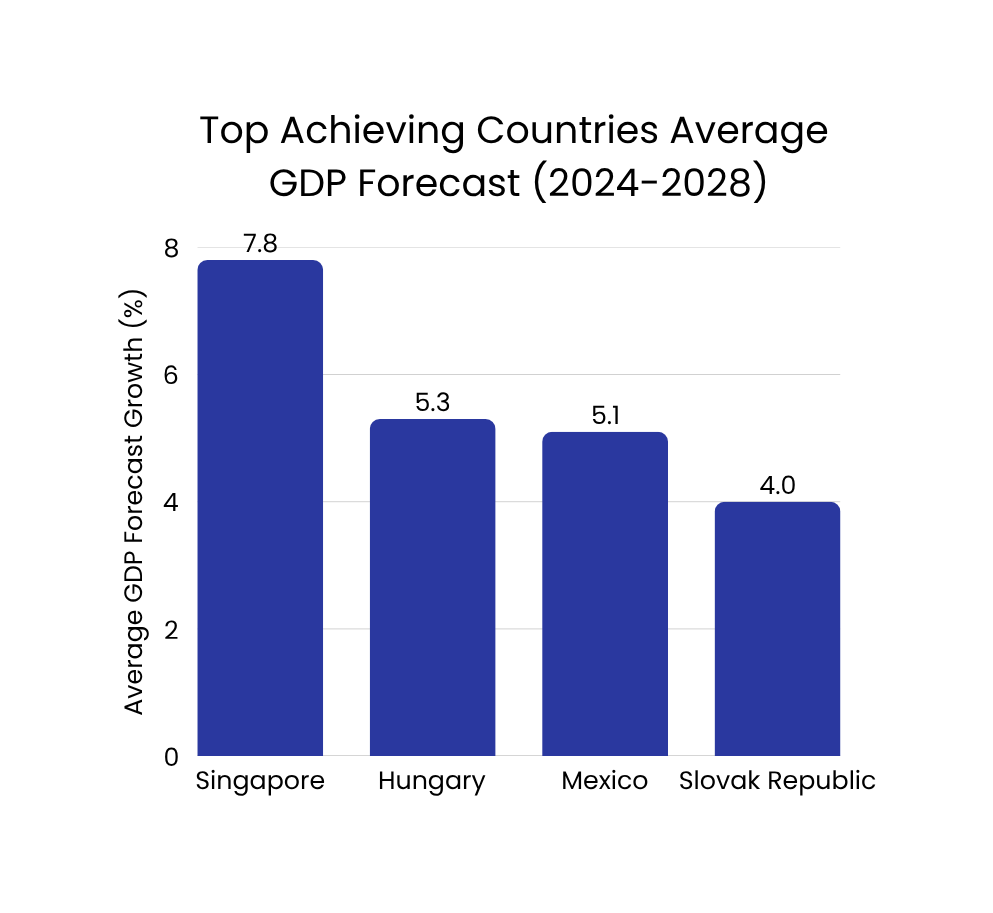 Top Achieving Countries Average
GDP Forecast (2024-2028)
Average GDP Forecast Growth (%)
8
6
4
2
0
7.8
5.3
5.1
4.0
Singapore
Hungary
Mexico
Slovak Republic